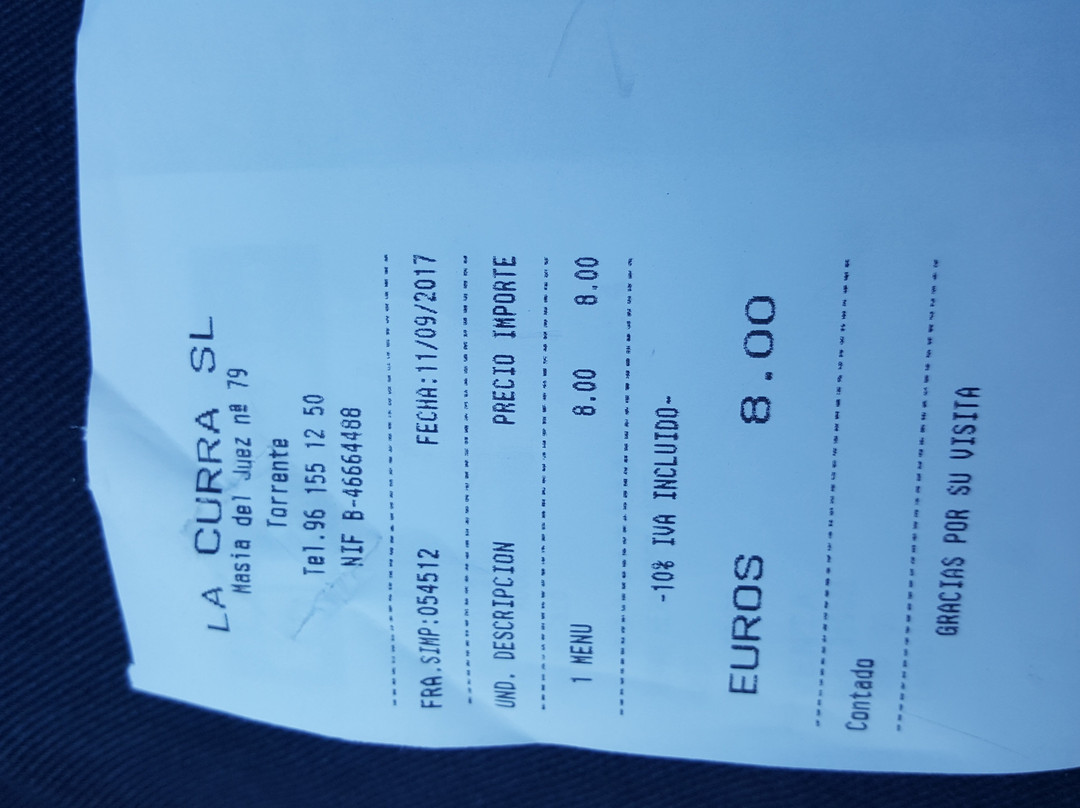 LA CURRA SL
Masia del Juez nº 79
Torrente
Tel.96 155 12 50
NIF B-46664488
FRA.SIMP:054512 FECHA:11/09/2017
UND. DESCRIPCION PRECIO IMPORTE
1 MENU 8.00 8.00
-10% IVA INCLUIDO-
EUROS 8.00
Contado
GRACIAS POR SU VISITA